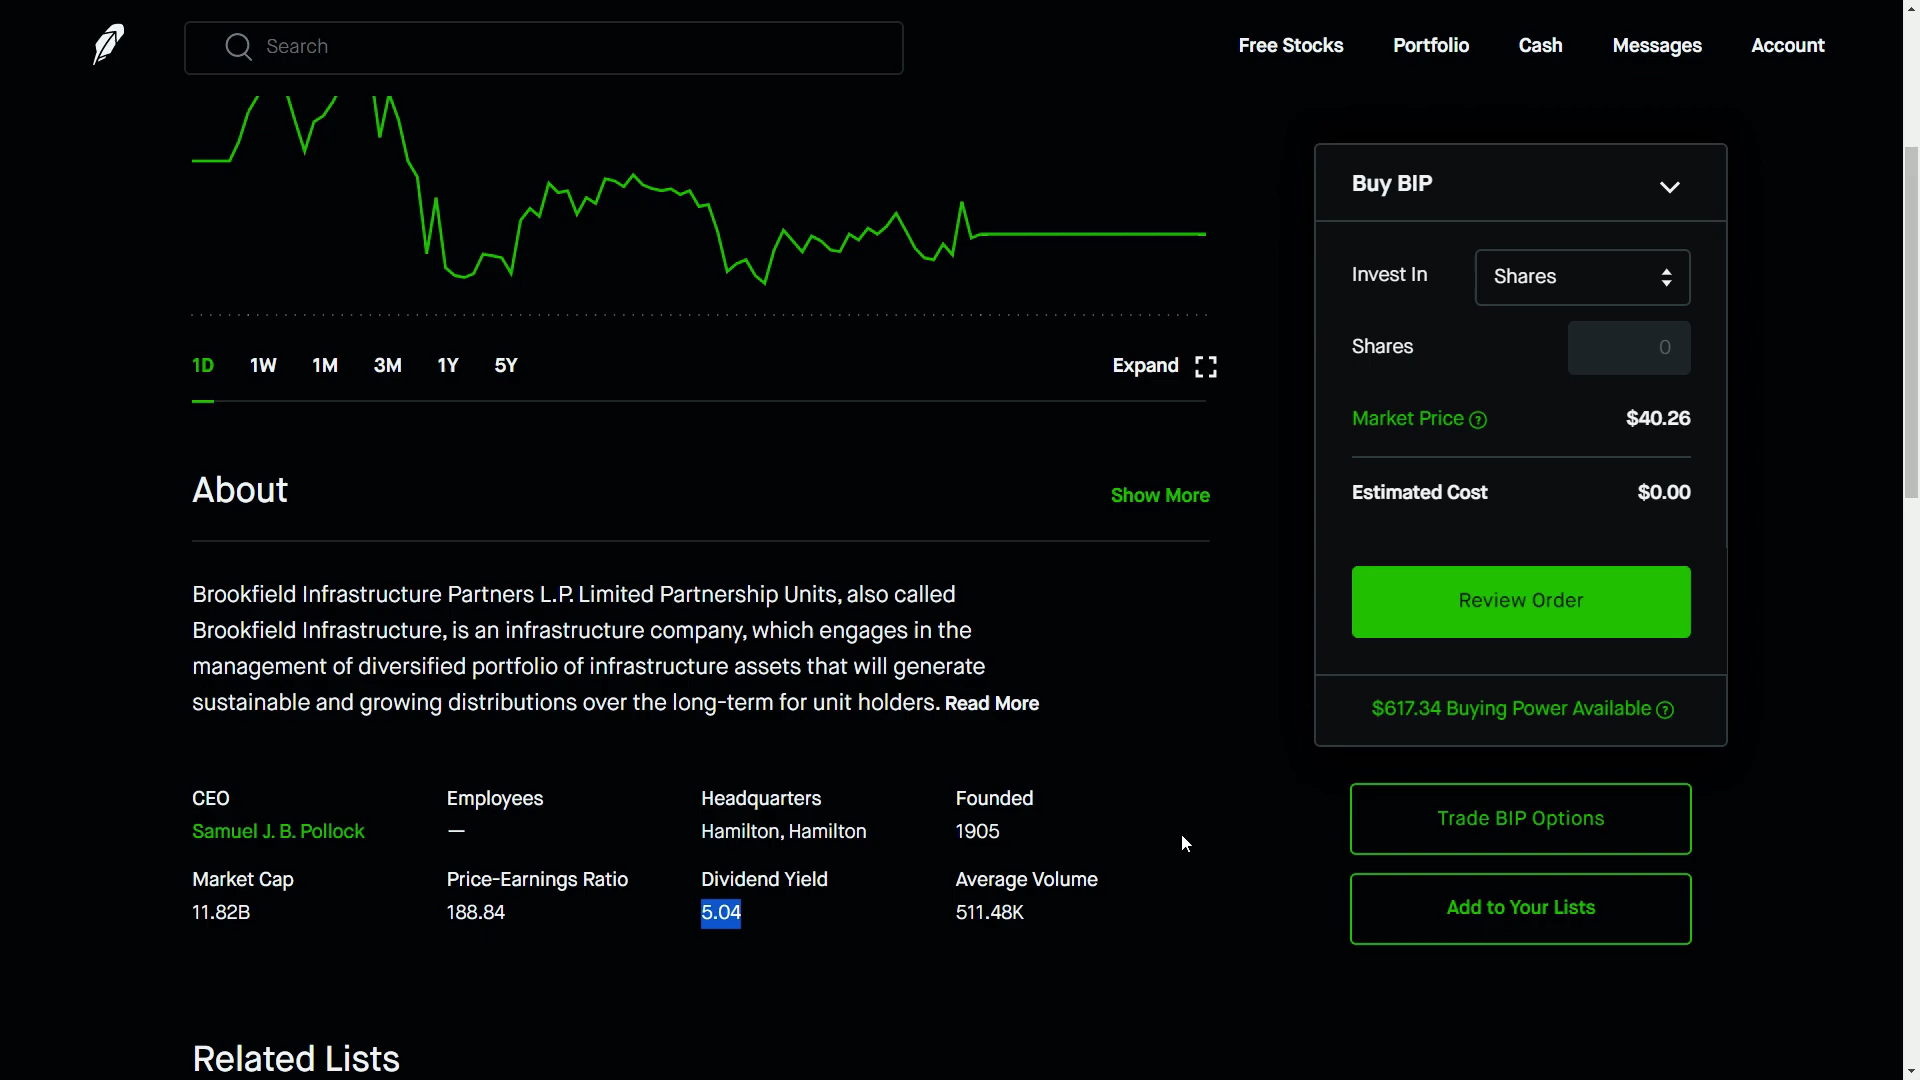 Search
Free Stocks
Portfolio
Cash
Messages
Account
1D
1W
1M
3M
1Y
5Y
Expand
About
Show More
Brookfield Infrastructure Partners L.P. Limited Partnership Units, also called
Brookfield Infrastructure, is an infrastructure company, which engages in the
management of diversified portfolio of infrastructure assets that will generate
sustainable and growing distributions over the long-term for unit holders. Read More
CEO
Samuel J. B. Pollock
Employees
—
Headquarters
Hamilton, Hamilton
Founded
1905
Market Cap
11.82B
Price-Earnings Ratio
188.84
Dividend Yield
5.04
Average Volume
511.48K
Related Lists
Buy BIP
Invest In
Shares
Shares
0
Market Price ?
$40.26
Estimated Cost
$0.00
Review Order
$617.34 Buying Power Available ?
Trade BIP Options
Add to Your Lists